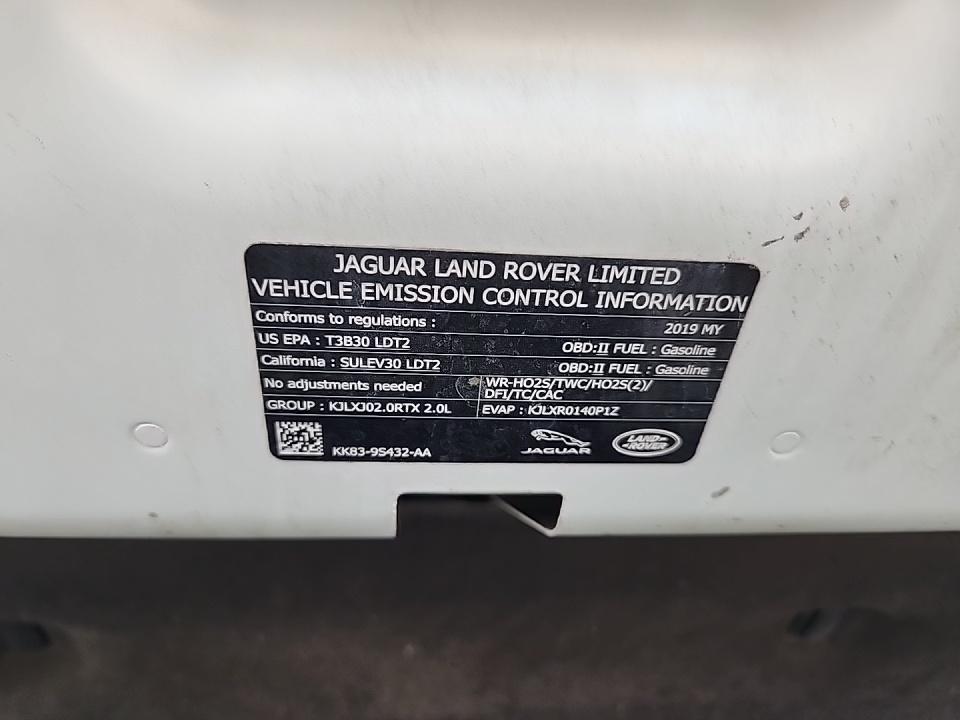 JAGUAR LAND ROVER LIMITED
VEHICLE EMISSION CONTROL INFORMATION
Conforms to regulations : 2019 MY
US EPA : T3B30 LDT2 OBD:II FUEL : Gasoline
California : SULEV30 LDT2 OBD:II FUEL : Gasoline
No adjustments needed WR-HO2S/TWC/HO2S(2)/
DFI/TC/CAC
GROUP : KJLXJ02.0RTX 2.0L EVAP : KJLXR0140P1Z
KK83-9S432-AA JAGUAR LAND ROVER